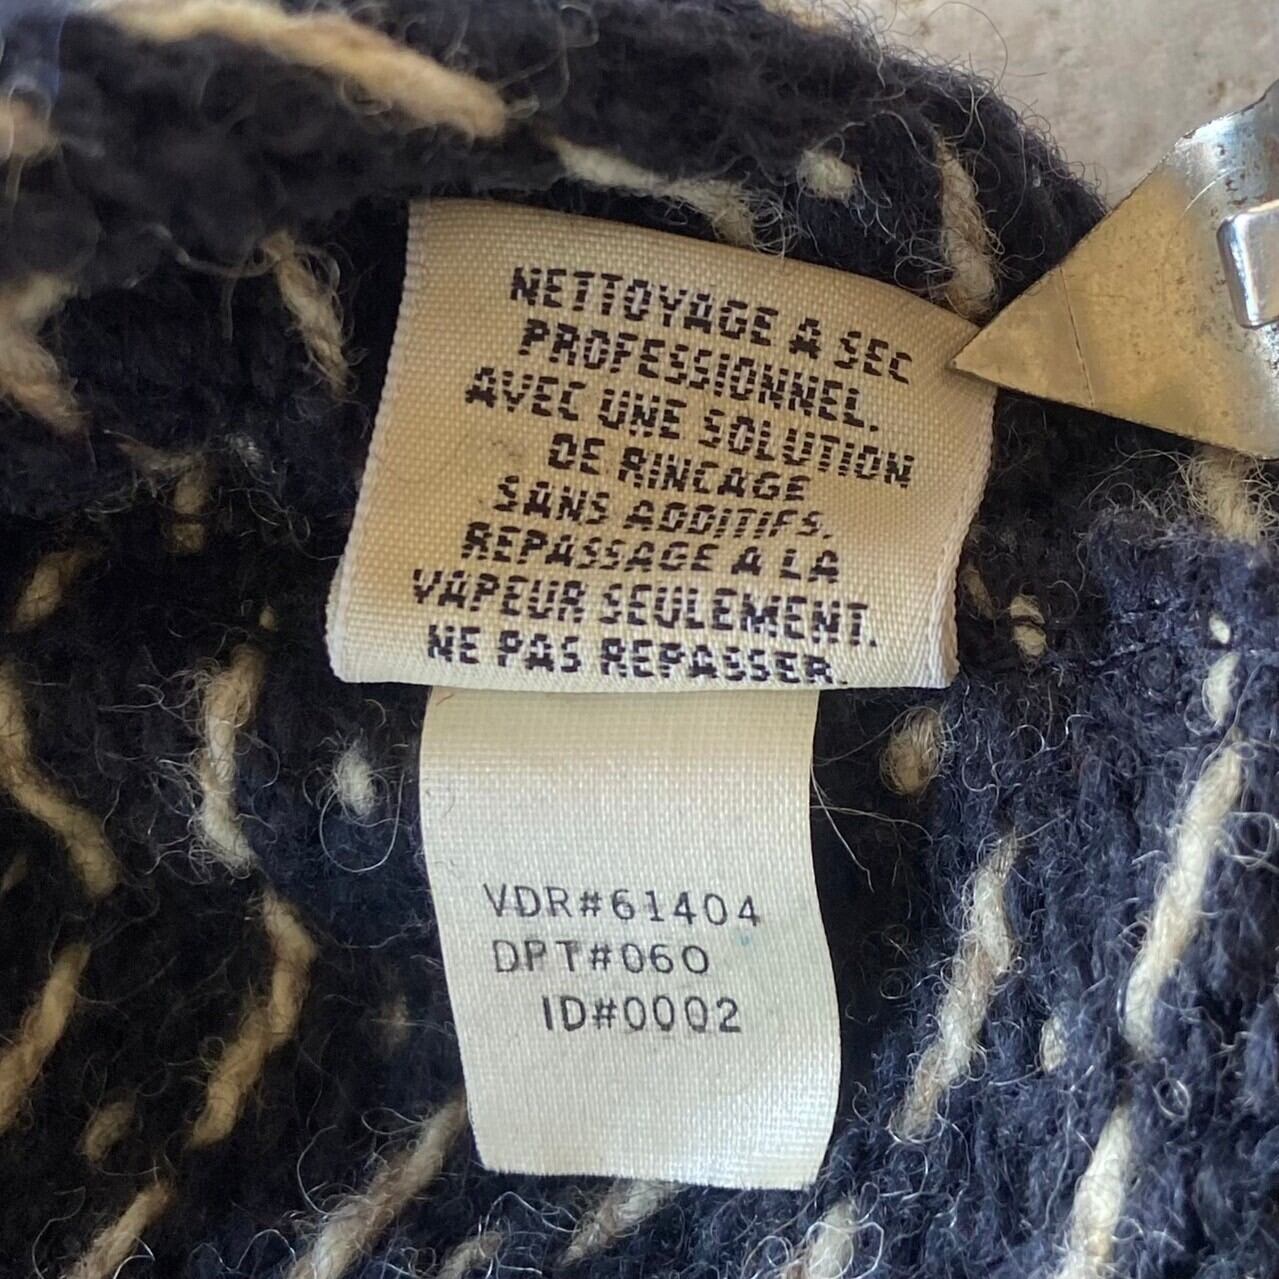 NETTOYAGE A SEC
PROFESSIONNEL.
AVEC UNE SOLUTION
DE RINCAGE
SANS ADDITIFS.
REPASSAGE A LA
VAPEUR SEULEMENT.
NE PAS REPASSER.
VDR#61404
DPT#060
ID#0002